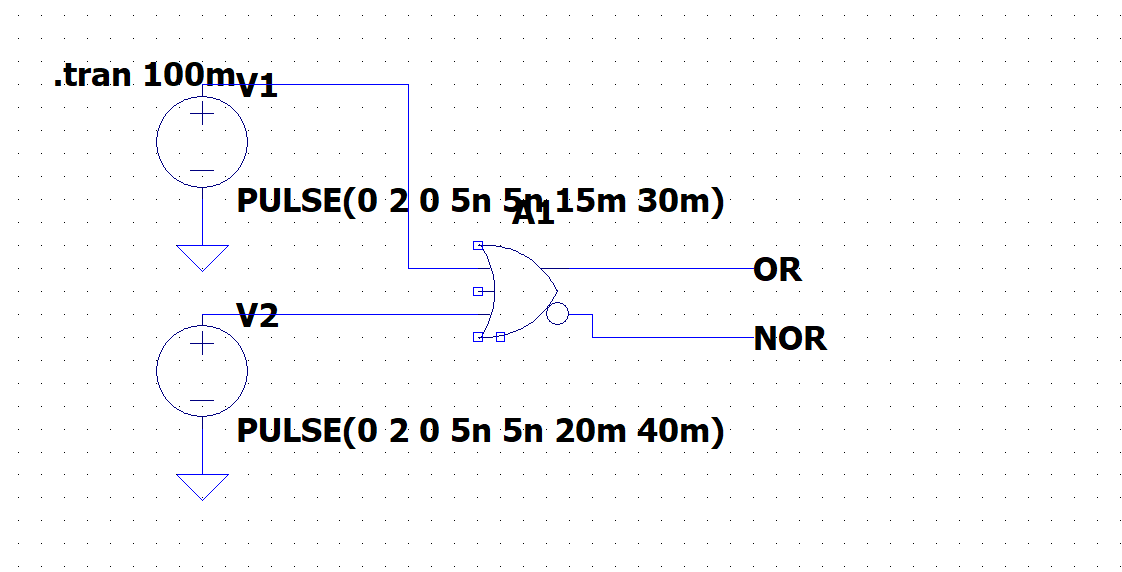 .tran 100m
V1
PULSE(0 2 0 5n 5n 15m 30m)
A1
OR
V2
NOR
PULSE(0 2 0 5n 5n 20m 40m)